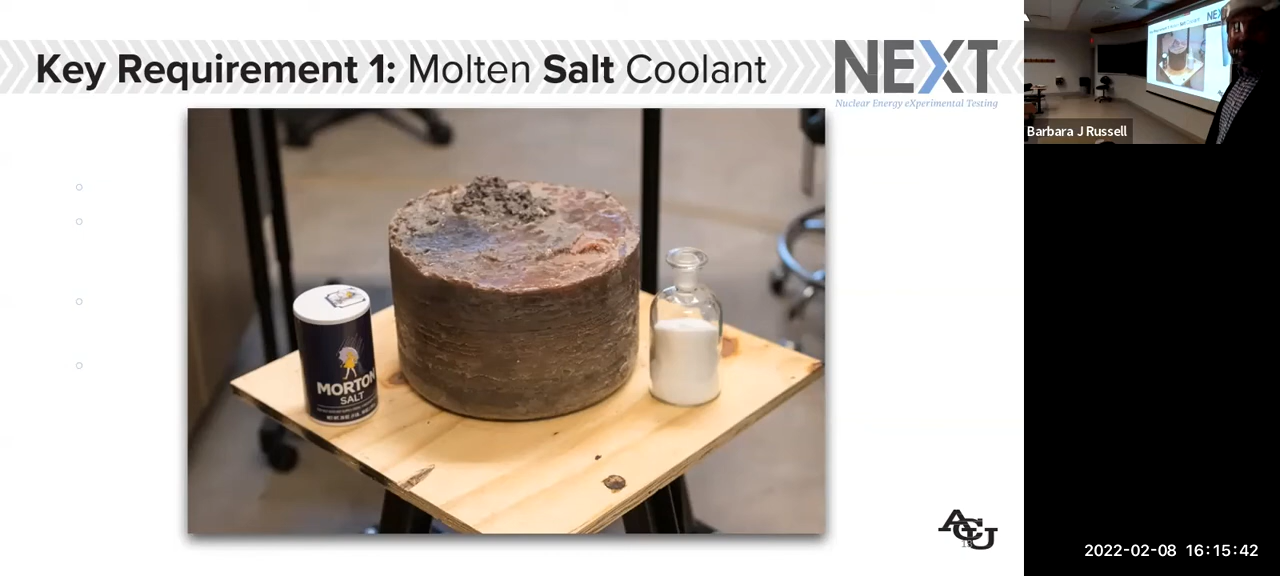 Key Requirement 1: Molten Salt Coolant
NEXT
Nuclear Energy eXperimental Testing
MORTON
SALT
ACU
Barbara J Russell
2022-02-08 16:15:42